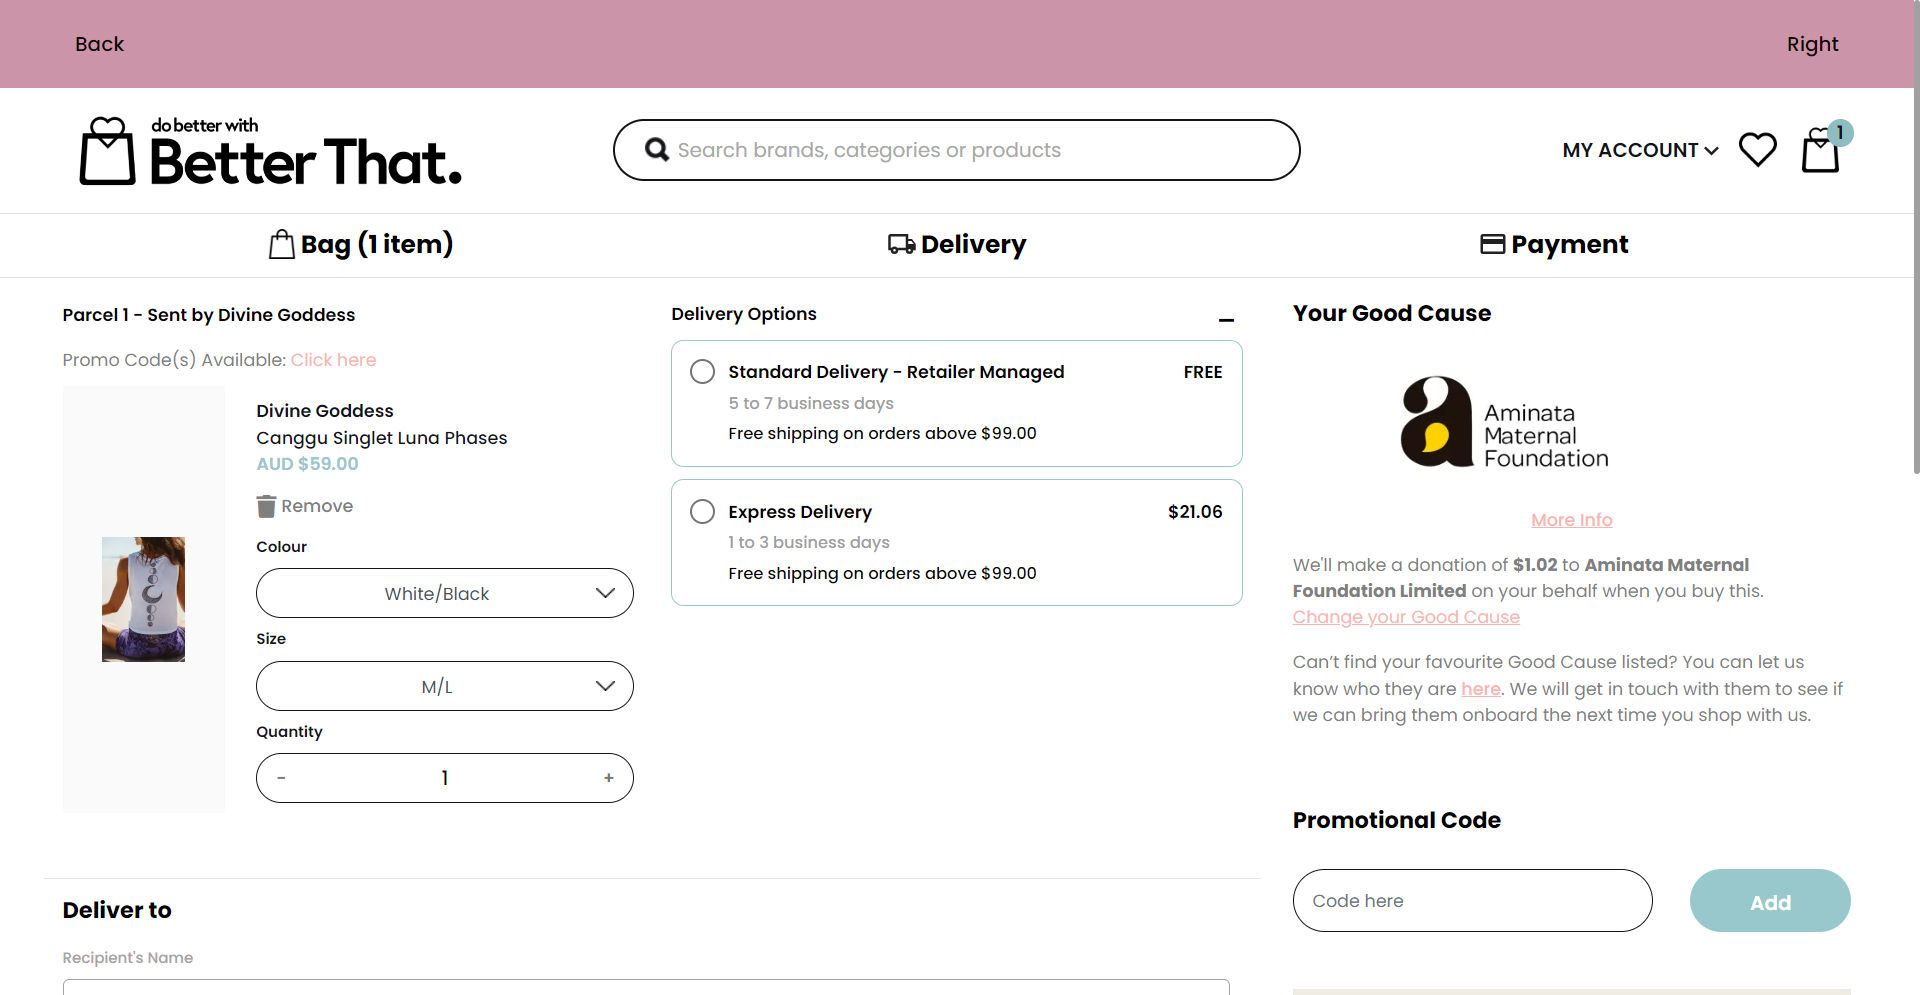 Back
Right
do better with
Better That.
Search brands, categories or products
MY ACCOUNT
1
Bag (1 item)
Delivery
Payment
Parcel 1 - Sent by Divine Goddess
Promo Code(s) Available: Click here
Divine Goddess
Canggu Singlet Luna Phases
AUD $59.00
Remove
Colour
White/Black
Size
M/L
Quantity
-
1
+
Delivery Options
Standard Delivery - Retailer Managed
FREE
5 to 7 business days
Free shipping on orders above $99.00
Express Delivery
$21.06
1 to 3 business days
Free shipping on orders above $99.00
Your Good Cause
a
Aminata
Maternal
Foundation
More Info
We'll make a donation of $1.02 to Aminata Maternal
Foundation Limited on your behalf when you buy this.
Change your Good Cause
Can’t find your favourite Good Cause listed? You can let us
know who they are here. We will get in touch with them to see if
we can bring them onboard the next time you shop with us.
Promotional Code
Code here
Add
Deliver to
Recipient's Name